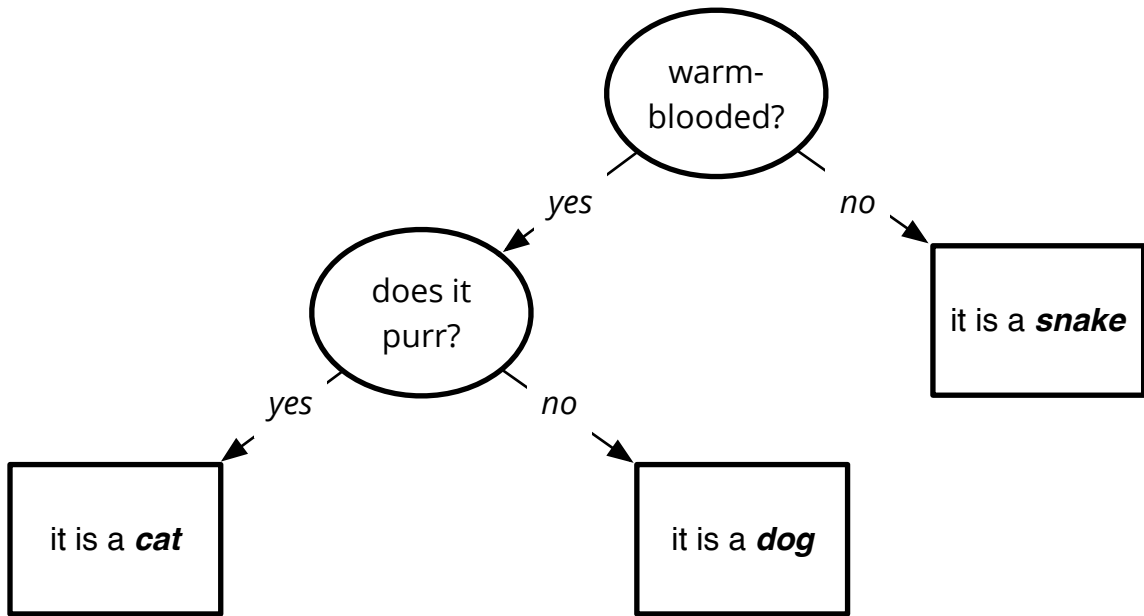 warm-
blooded?
yes
no
does it
purr?
it is a snake
yes
no
it is a cat
it is a dog